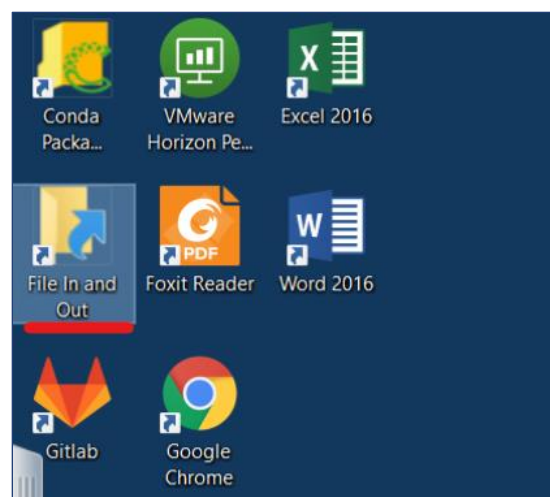 Conda
Packa...
VMware
Horizon Pe...
Excel 2016
File In and
Out
PDF
Foxit Reader
W
Word 2016
Gitlab
Google
Chrome